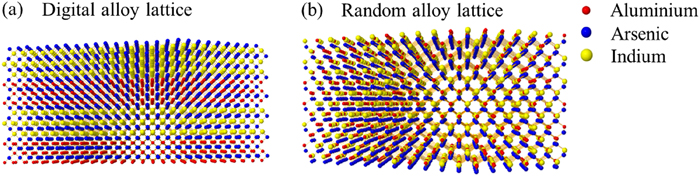 (a) Digital alloy lattice
(b) Random alloy lattice
Aluminium
Arsenic
Indium